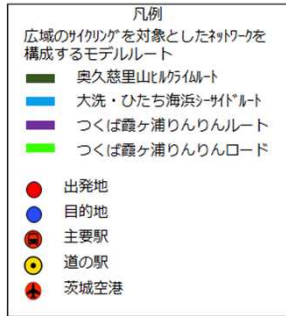 凡例
広域のｻｲｸﾘﾝｸﾞを対象としたﾈｯﾄﾜｰｸを
構成するモデルルート
奥久慈里山ﾋﾙｸﾗｲﾑﾙｰﾄ
大洗・ひたち海浜ｼｰｻｲﾄﾞﾙｰﾄ
つくば霞ヶ浦りんりんルート
つくば霞ヶ浦りんりんロード
出発地
目的地
主要駅
道の駅
茨城空港